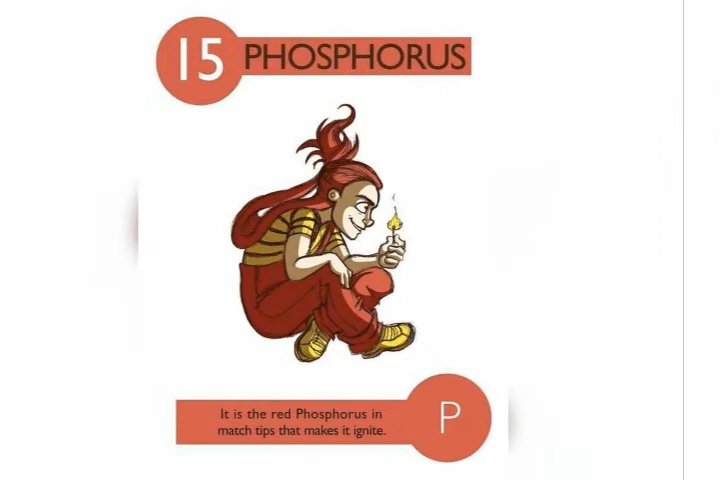 15 PHOSPHORUS
It is the red Phosphorus in
match tips that makes it ignite.
P